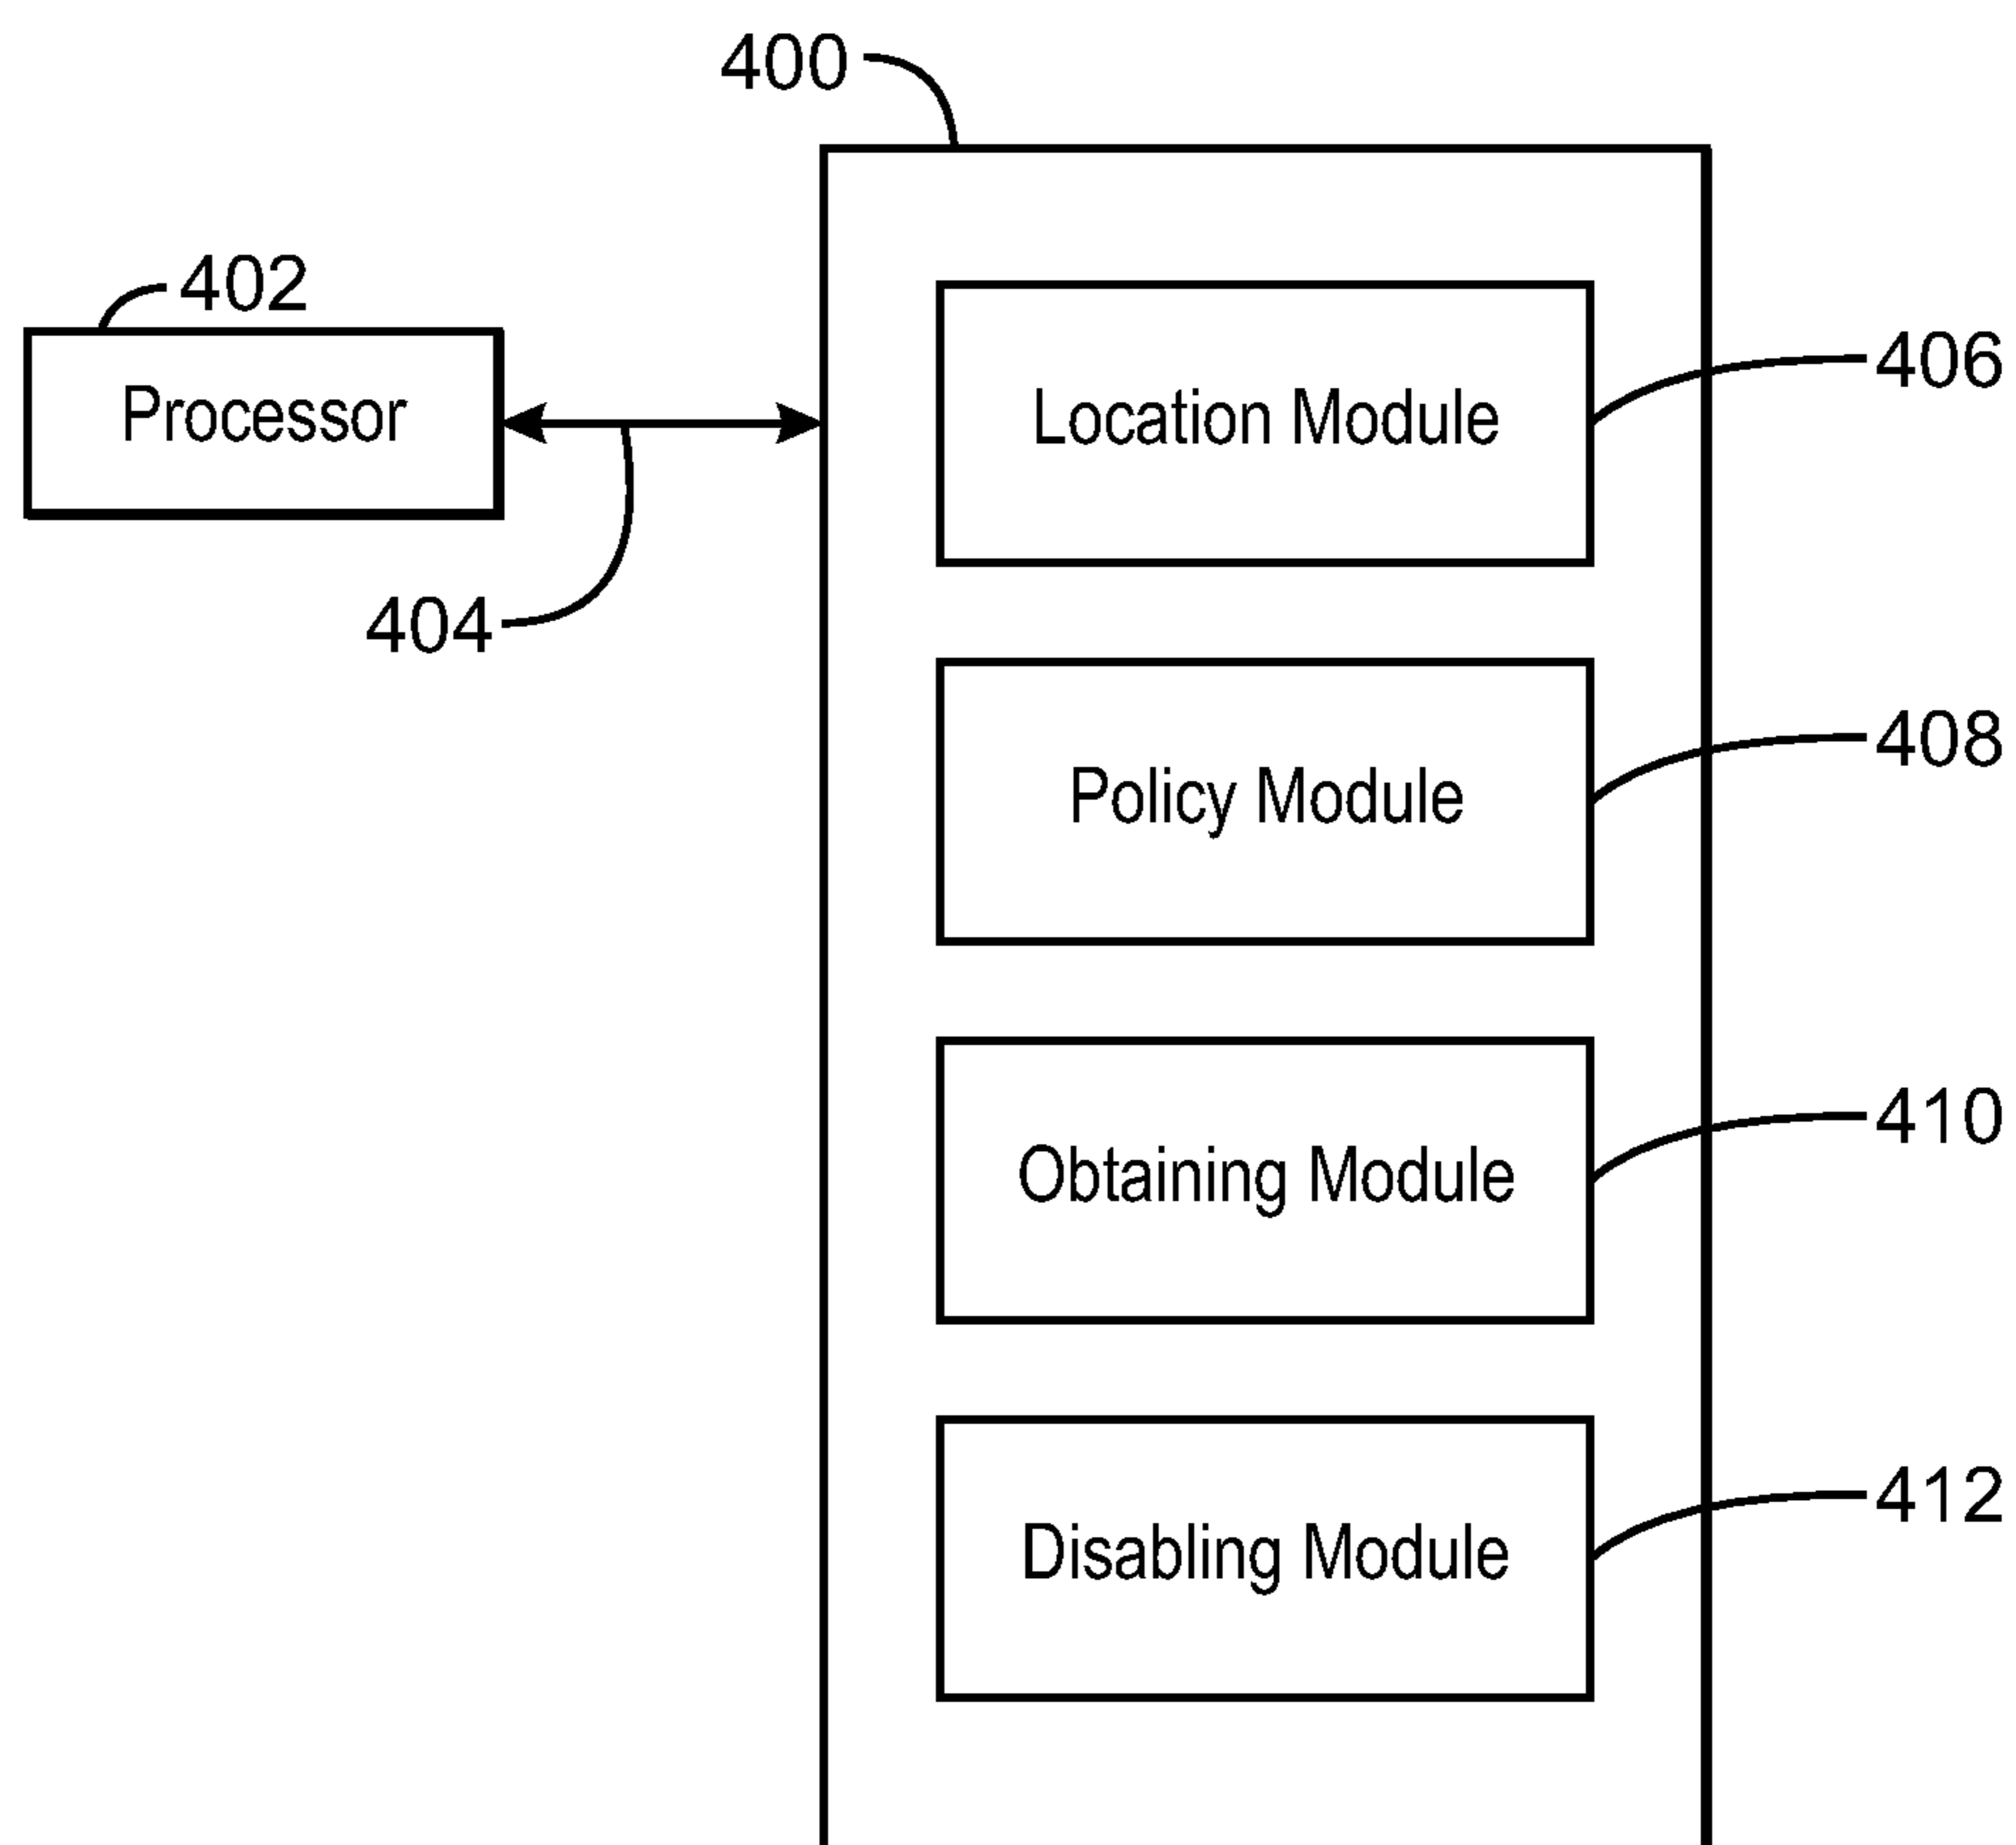 400
402
Processor
404
Location Module
406
Policy Module
408
Obtaining Module
410
Disabling Module
412